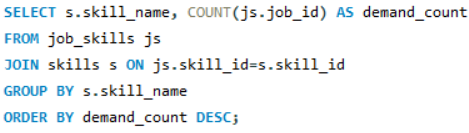 SELECT s.skill_name, COUNT(js.job_id) AS demand_count
FROM job_skills js
JOIN skills s ON js.skill_id=s.skill_id
GROUP BY s.skill_name
ORDER BY demand_count DESC;